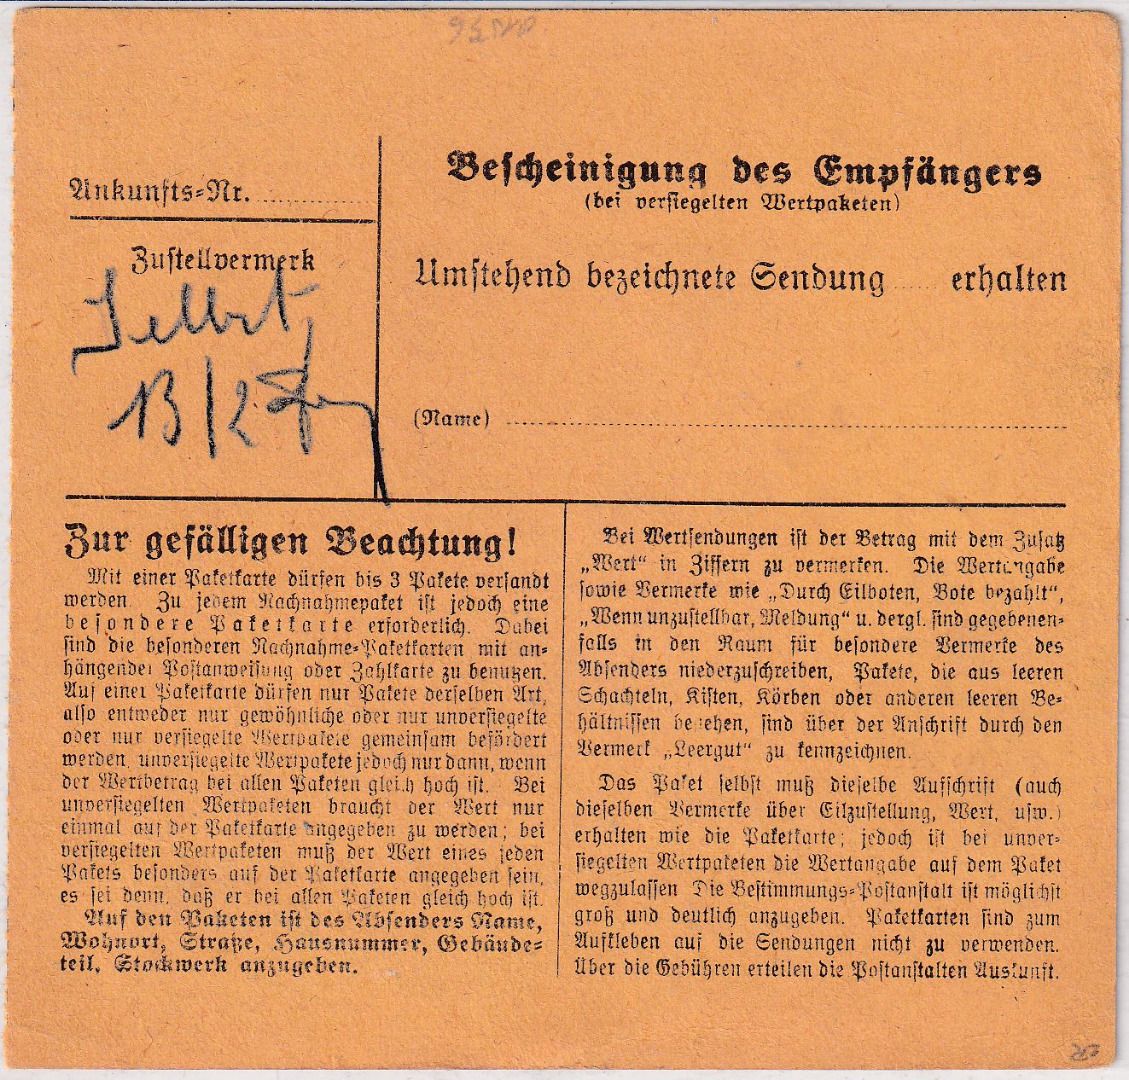 Ankunfts-Nr.
Zustellvermerk
Selbst
13/2
Bescheinigung des Empfängers
(bei versiegelten Wertpaketen)
Umstehend bezeichnete Sendung erhalten
(Name)
Zur gefälligen Beachtung!
Mit einer Paketkarte dürfen bis 3 Pakete versandt
werden. Zu jedem Nachnahmepaket ist jedoch eine
besondere Paketkarte erforderlich. Dabei
sind die besonderen Nachnahme-Paketkarten mit an-
hängender Postanweisung oder Zahlkarte zu benutzen.
Auf einer Paketkarte dürfen nur Pakete derselben Art,
also entweder nur gewöhnliche oder nur unversiegelte
oder nur versiegelte Wertpakete gemeinsam befördert
werden, unversiegelte Wertpakete jedoch nur dann, wenn
der Wertbetrag bei allen Paketen gleich hoch ist. Bei
unversiegelten Wertpaketen braucht der Wert nur
einmal auf der Paketkarte angegeben zu werden; bei
versiegelten Wertpaketen muß der Wert eines jeden
Pakets besonders auf der Paketkarte angegeben sein,
es sei denn, daß er bei allen Paketen gleich hoch ist.
Auf den Paketen ist des Absenders Name,
Wohnort, Straße, Hausnummer, Gebäude-
teil, Stockwerk anzugeben.
Bei Wertsendungen ist der Betrag mit dem Zusatz
„Wert“ in Ziffern zu vermerken. Die Wertangabe
sowie Vermerke wie „Durch Eilboten, Bote bezahlt“,
„Wenn unzustellbar, Meldung“ u. dergl. sind gegebenen-
falls in den Raum für besondere Vermerke des
Absenders niederzuschreiben, Pakete, die aus leeren
Schachteln, Kisten, Körben oder anderen leeren Be-
hältnissen bestehen, sind über der Anschrift durch den
Vermerk „Leergut“ zu kennzeichnen.
Das Paket selbst muß dieselbe Aufschrift (auch
dieselben Vermerke über Eilzustellung, Wert, usw.)
erhalten wie die Paketkarte; jedoch ist bei unver-
siegelten Wertpaketen die Wertangabe auf dem Paket
wegzulassen Die Bestimmungs-Postanstalt ist möglichst
groß und deutlich anzugeben. Paketkarten sind zum
Aufkleben auf die Sendungen nicht zu verwenden.
Über die Gebühren erteilen die Postanstalten Auskunft.